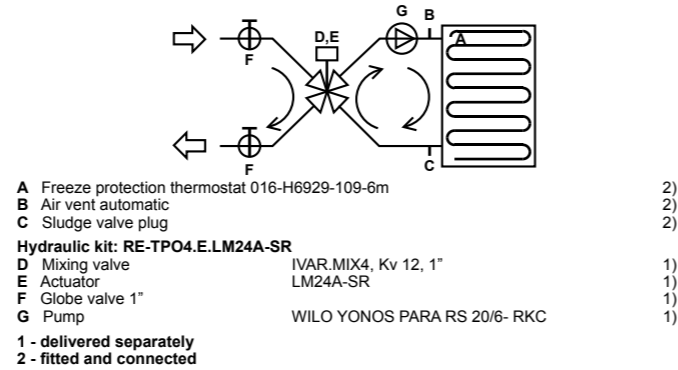 G B
D,E
A
F
F
C
A Freeze protection thermostat 016-H6929-109-6m 2)
B Air vent automatic 2)
C Sludge valve plug 2)
Hydraulic kit: RE-TPO4.E.LM24A-SR
D Mixing valve IVAR.MIX4, Kv 12, 1” 1)
E Actuator LM24A-SR 1)
F Globe valve 1” 1)
G Pump WILO YONOS PARA RS 20/6- RKC 1)
1 - delivered separately
2 - fitted and connected